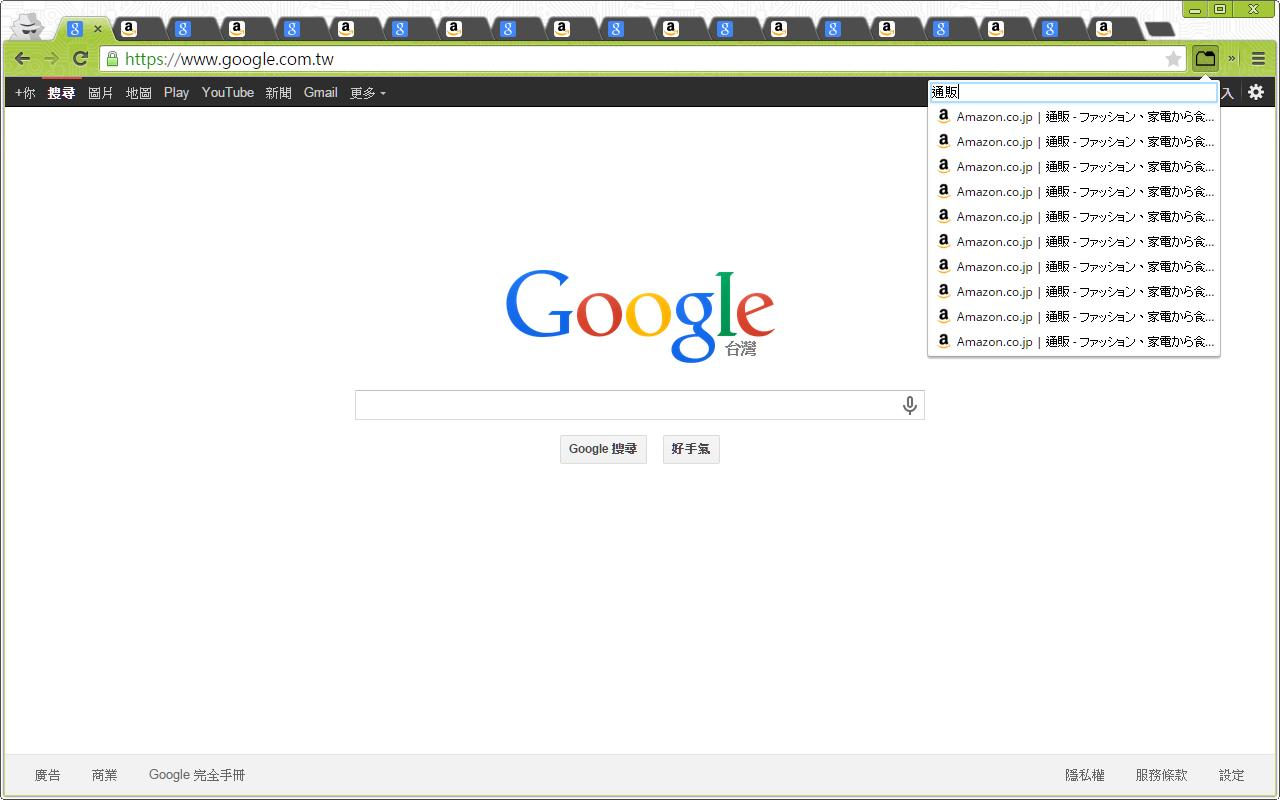 https://www.google.com.tw
+你 搜尋 圖片 地圖 Play YouTube 新聞 Gmail 更多 入
通販
Amazon.co.jp | 通販 - ファッション、家電から食...
Amazon.co.jp | 通販 - ファッション、家電から食...
Amazon.co.jp | 通販 - ファッション、家電から食...
Amazon.co.jp | 通販 - ファッション、家電から食...
Amazon.co.jp | 通販 - ファッション、家電から食...
Amazon.co.jp | 通販 - ファッション、家電から食...
Amazon.co.jp | 通販 - ファッション、家電から食...
Amazon.co.jp | 通販 - ファッション、家電から食...
Amazon.co.jp | 通販 - ファッション、家電から食...
Amazon.co.jp | 通販 - ファッション、家電から食...
Google
台灣
Google 搜尋 好手氣
廣告 商業 Google 完全手冊 隱私權 服務條款 設定